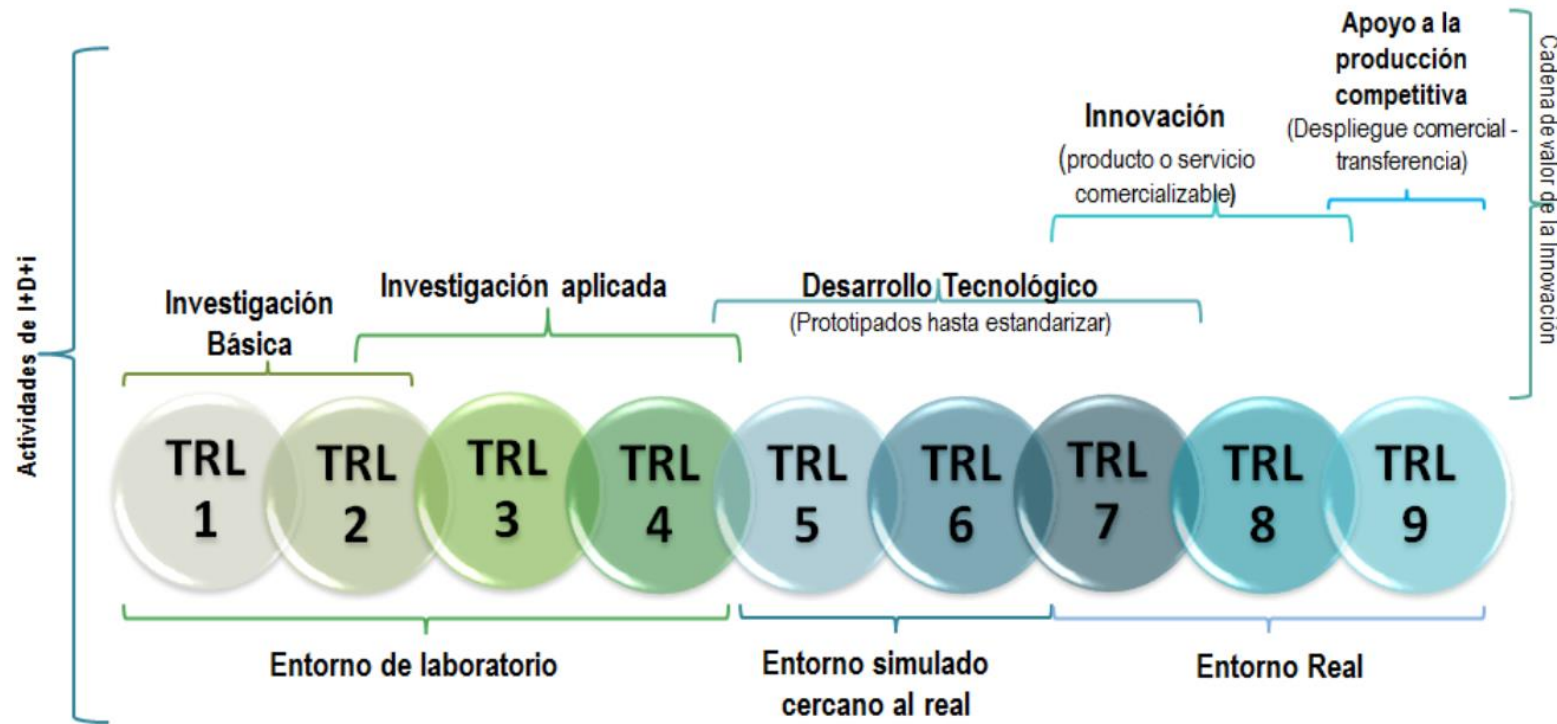 Actividades de I+D+i
Investigación
Básica
Investigación aplicada
Desarrollo Tecnológico
(Prototipados hasta estandarizar)
Innovación
(producto o servicio
comercializable)
Apoyo a la
producción
competitiva
(Despliegue comercial -
transferencia)
Cadena de valor de la Innovación
TRL
1
TRL
2
TRL
3
TRL
4
TRL
5
TRL
6
TRL
7
TRL
8
TRL
9
Entorno de laboratorio
Entorno simulado
cercano al real
Entorno Real